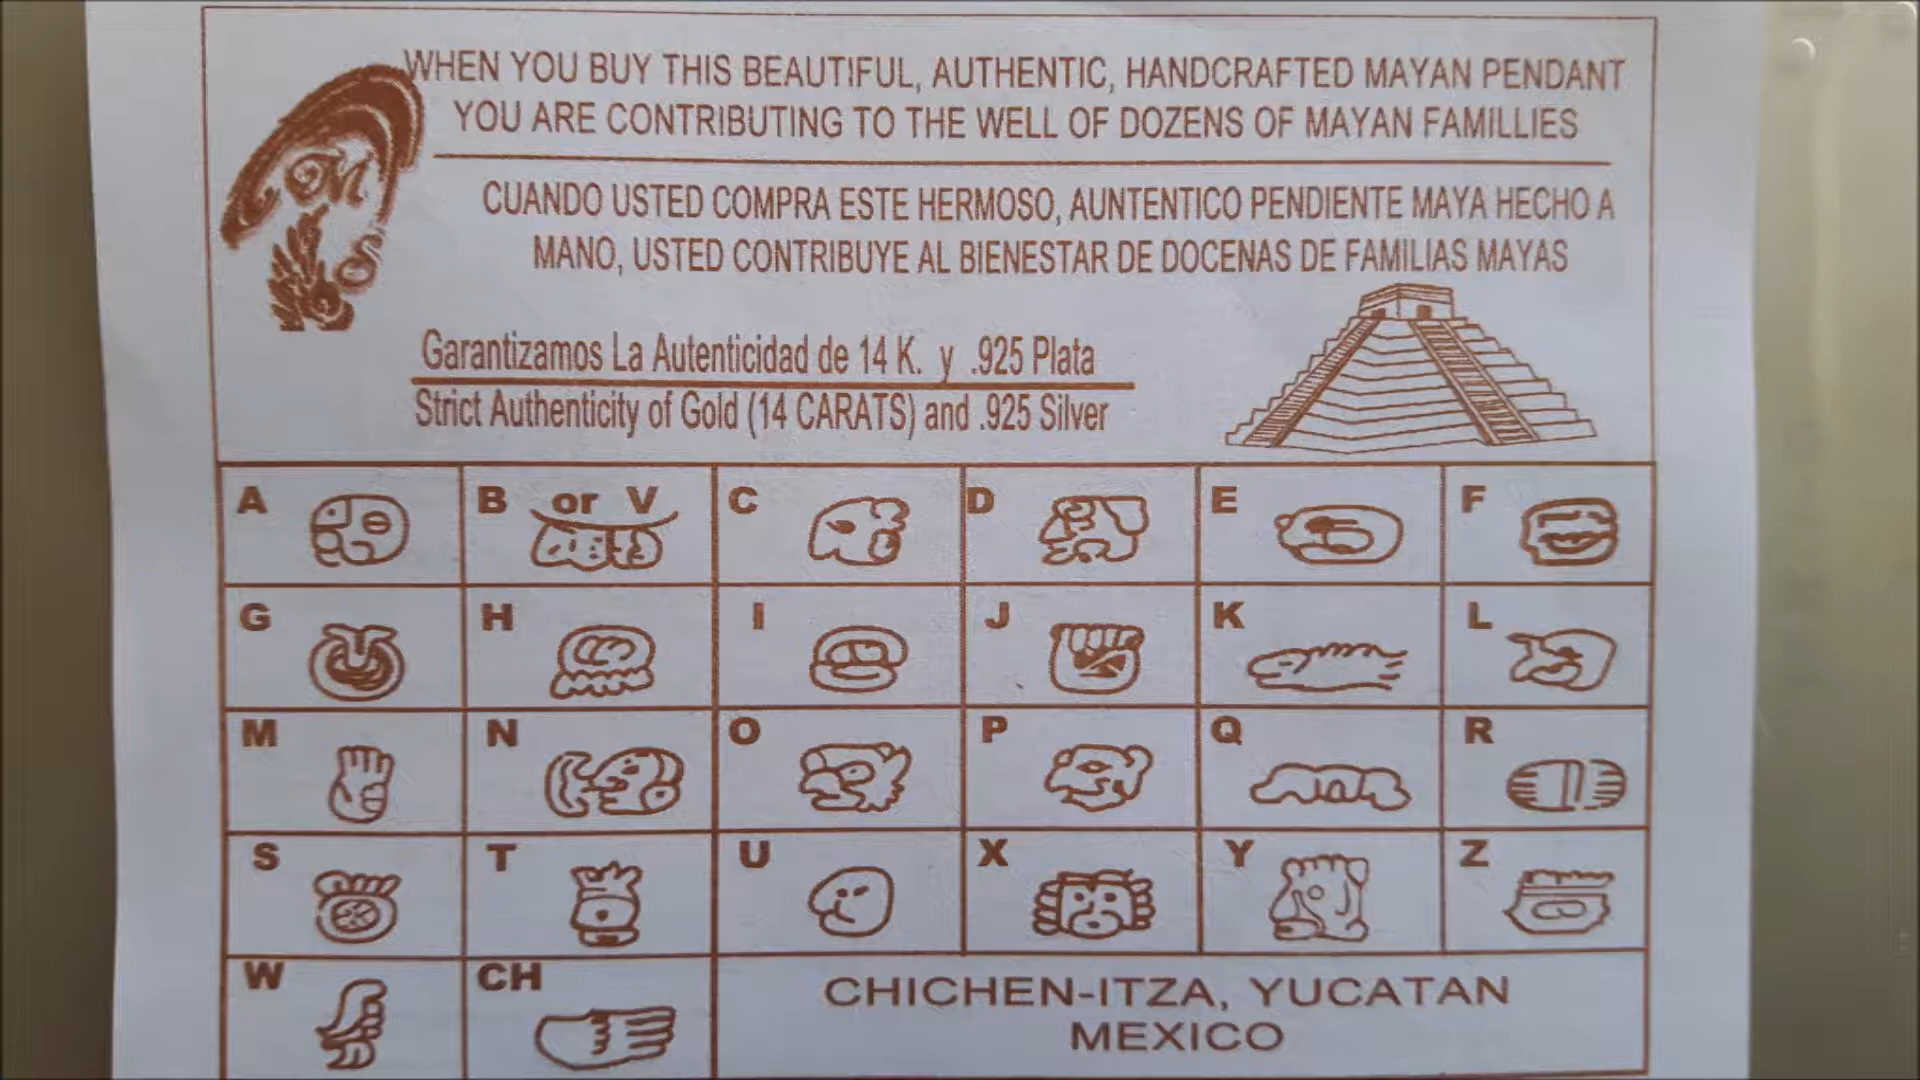 WHEN YOU BUY THIS BEAUTIFUL, AUTHENTIC, HANDCRAFTED MAYAN PENDANT
YOU ARE CONTRIBUTING TO THE WELL OF DOZENS OF MAYAN FAMILLIES
CUANDO USTED COMPRA ESTE HERMOSO, AUNTENTICO PENDIENTE MAYA HECHO A
MANO, USTED CONTRIBUYE AL BIENESTAR DE DOCENAS DE FAMILIAS MAYAS
Garantizamos La Autenticidad de 14 K. y .925 Plata
Strict Authenticity of Gold (14 CARATS) and .925 Silver
A B or V C D E F
G H I J K L
M N O P Q R
S T U X Y Z
W CH
CHICHEN-ITZA, YUCATAN
MEXICO